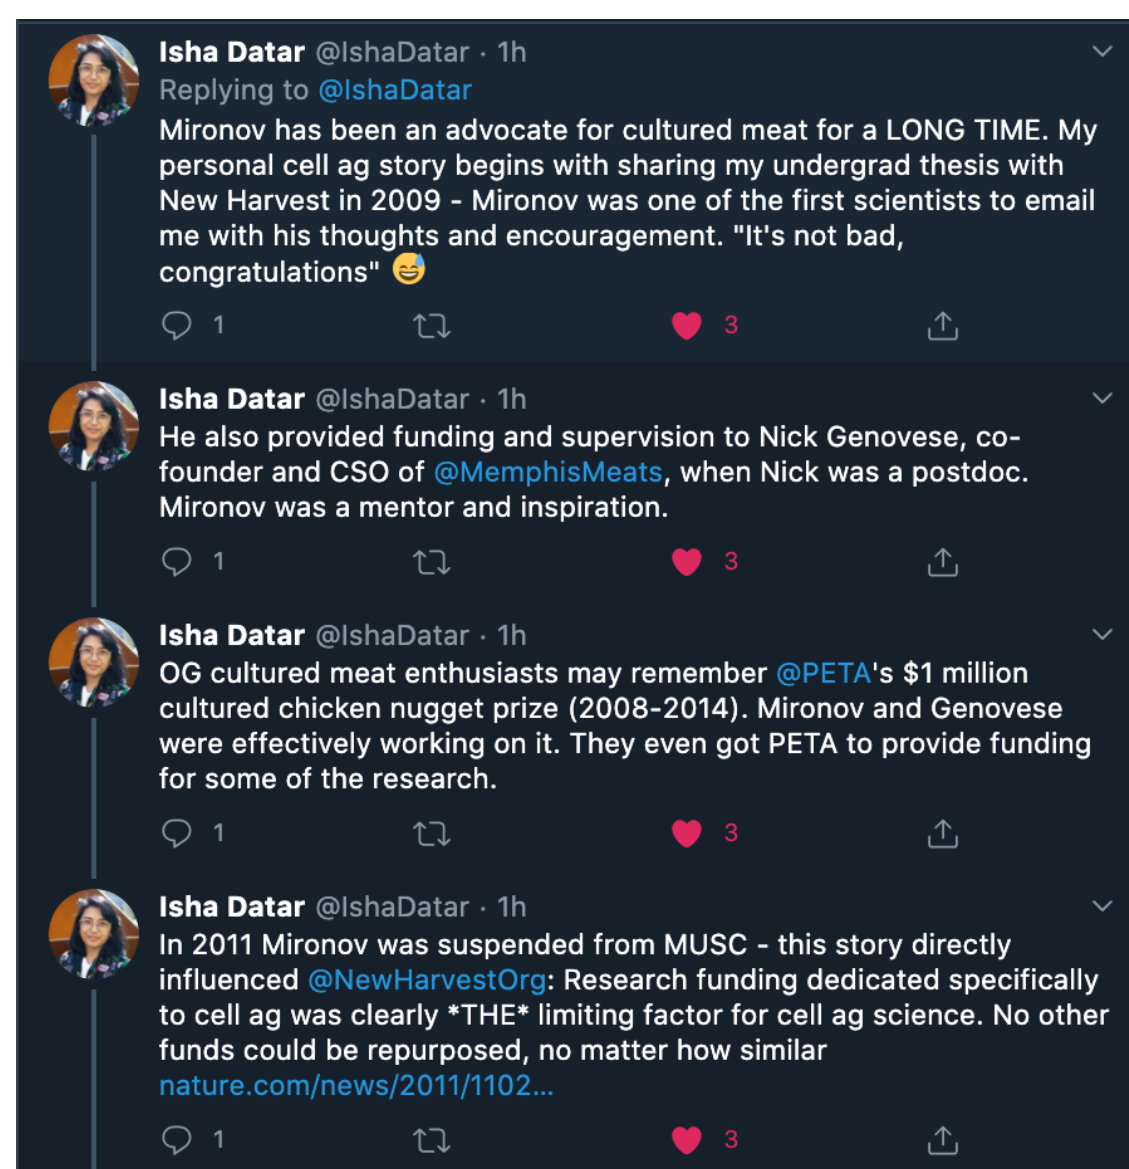 Isha Datar @IshaDatar · 1h
Replying to @IshaDatar
Mironov has been an advocate for cultured meat for a LONG TIME. My
personal cell ag story begins with sharing my undergrad thesis with
New Harvest in 2009 - Mironov was one of the first scientists to email
me with his thoughts and encouragement. "It's not bad,
congratulations" 😅
1 3
Isha Datar @IshaDatar · 1h
He also provided funding and supervision to Nick Genovese, co-
founder and CSO of @MemphisMeats, when Nick was a postdoc.
Mironov was a mentor and inspiration.
1 3
Isha Datar @IshaDatar · 1h
OG cultured meat enthusiasts may remember @PETA's $1 million
cultured chicken nugget prize (2008-2014). Mironov and Genovese
were effectively working on it. They even got PETA to provide funding
for some of the research.
1 3
Isha Datar @IshaDatar · 1h
In 2011 Mironov was suspended from MUSC - this story directly
influenced @NewHarvestOrg: Research funding dedicated specifically
to cell ag was clearly *THE* limiting factor for cell ag science. No other
funds could be repurposed, no matter how similar
nature.com/news/2011/1102...
1 3